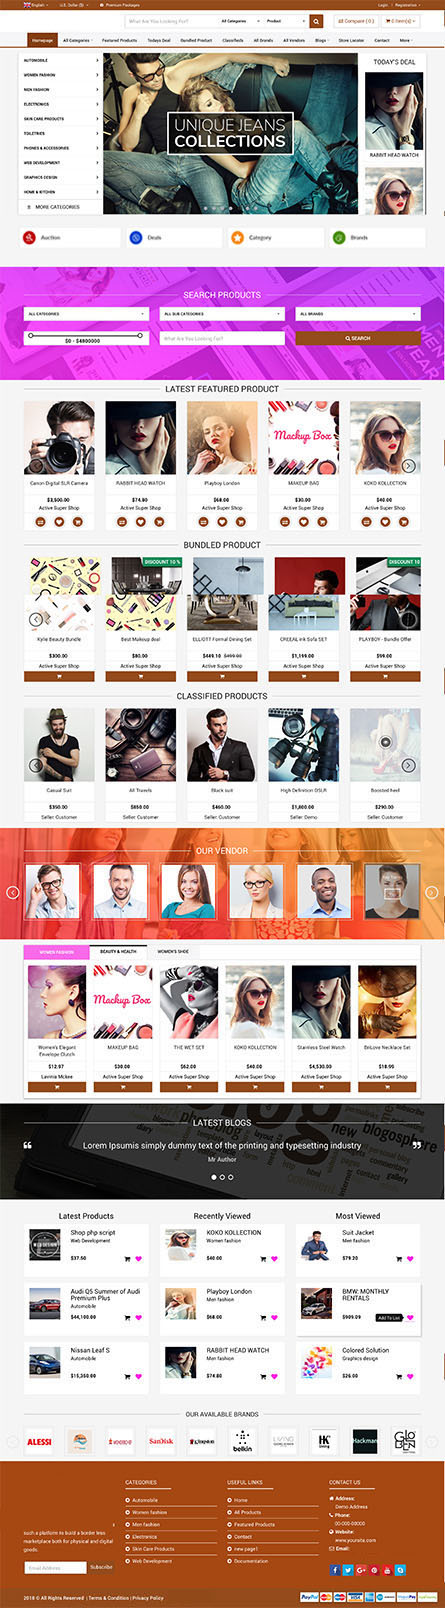 English
U.S. Dollar ($)
Premium Packages
Login
Registration
What Are You Looking For?
All Categories
Product
Compare ( 0 )
0 Item(s)
Homepage
All Categories
Featured Products
Todays Deal
Bundled Product
Classifieds
All Brands
All Vendors
Blogs
Store Locator
Contact
More
AUTOMOBILE
WOMEN FASHION
MEN FASHION
ELECTRONICS
SKIN CARE PRODUCTS
TOILETRIES
PHONES & ACCESSORIES
WEB DEVELOPMENT
GRAPHICS DESIGN
HOME & KITCHEN
MORE CATEGORIES
UNIQUE JEANS
COLLECTIONS
TODAY'S DEAL
RABBIT HEAD WATCH
Auction
Deals
Category
Brands
SEARCH PRODUCTS
ALL CATEGORIES
ALL SUB CATEGORIES
ALL BRANDS
$0 - $4800000
What Are You Looking For?
SEARCH
LATEST FEATURED PRODUCT
Mackup Box
Canon Digital SLR Camera
RABBIT HEAD WATCH
Playboy London
MAKEUP BAG
KOKO KOLLECTION
$3,500.00
$74.80
$68.00
$30.00
$40.00
Active Super Shop
Active Super Shop
Active Super Shop
Active Super Shop
Active Super Shop
BUNDLED PRODUCT
DISCOUNT 10 %
DISCOUNT 10
Kylie Beauty Bundle
Best Makeup deal
ELLIOTT Formal Dining Set
CREEAL ink Sofa SET
PLAYBOY - Bundle Offer
$300.00
$80.00
$449.10 $499.00
$1,199.00
$99.00
Active Super Shop
Active Super Shop
Active Super Shop
Active Super Shop
Active Super Shop
CLASSIFIED PRODUCTS
Casual Suit
All Travels
Black suit
High Definition DSLR
Boosted heel
$350.00
$850.00
$460.00
$1,800.00
$290.00
Seller: Customer
Seller: Customer
Seller: Customer
Seller: Demo
Seller: Customer
OUR VENDOR
WOMEN FASHION
BEAUTY & HEALTH
WOMEN'S SHOE
Mackup Box
Women's Elegant
Envelope Clutch
MAKEUP BAG
THE WET SET
KOKO KOLLECTION
Stainless Steel Watch
BeLove Necklace Set
$12.97
$30.00
$62.00
$40.00
$4,530.00
$18.99
Lavinia Mckee
Active Super Shop
Active Super Shop
Active Super Shop
Active Super Shop
Active Super Shop
LATEST BLOGS
Lorem Ipsumis simply dummy text of the printing and typesetting industry
Mr Author
Latest Products
Recently Viewed
Most Viewed
Shop php script
Web Development
$37.50
KOKO KOLLECTION
Women fashion
$40.00
Suit Jacket
Men fashion
$79.20
Audi Q5 Summer of Audi
Premium Plus
Automobile
$44,100.00
Playboy London
Men fashion
$68.00
BMW: MONTHLY
RENTALS
$909.09
Add To List
Nissan Leaf S
Automobile
$15,350.00
RABBIT HEAD WATCH
Men fashion
$74.80
Colored Solution
Graphics design
$26.00
OUR AVAILABLE BRANDS
ALESSI
SanDisk
Kingston
belkin
LIVING
HK
living
Hackman
CATEGORIES
USEFUL LINKS
CONTACT US
Automobile
Women fashion
Men fashion
Electronics
Skin Care Products
Web Development
Home
All Products
Featured Products
Contact
new page1
Documentation
Address:
Demo Address
Phone:
00-000-00000
Website:
www.yoursite.com
Email:
such a platform to build a border less
marketplace both for physical and digital
goods.
Email Address
Subscribe
2018 © All Rights Reserved | Terms & Condition | Privacy Policy
PayPal
VISA